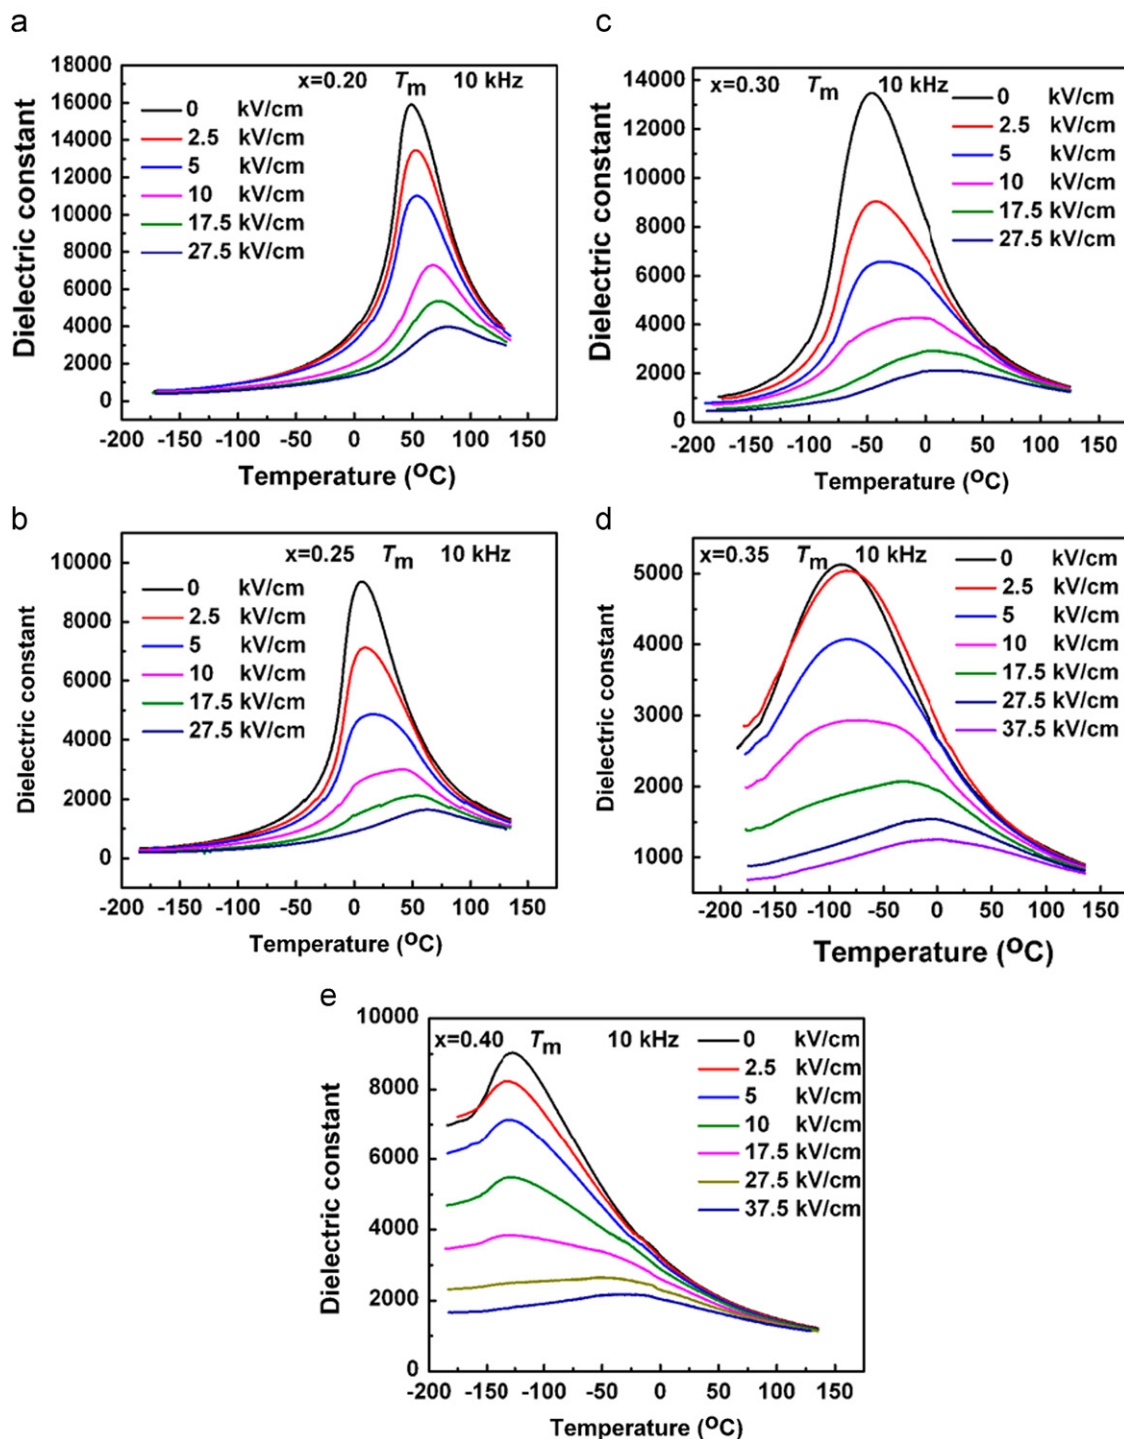 a
18000
16000
14000
12000
10000
8000
6000
4000
2000
0
Dielectric constant
x=0.20 Tm 10 kHz
0 kV/cm
2.5 kV/cm
5 kV/cm
10 kV/cm
17.5 kV/cm
27.5 kV/cm
-200 -150 -100 -50 0 50 100 150
Temperature (OC)
c
14000
12000
10000
8000
6000
4000
2000
0
Dielectric constant
x=0.30 Tm 10 kHz
0 kV/cm
2.5 kV/cm
5 kV/cm
10 kV/cm
17.5 kV/cm
27.5 kV/cm
-200 -150 -100 -50 0 50 100 150
Temperature (OC)
b
10000
8000
6000
4000
2000
0
Dielectric constant
x=0.25 Tm 10 kHz
0 kV/cm
2.5 kV/cm
5 kV/cm
10 kV/cm
17.5 kV/cm
27.5 kV/cm
-200 -150 -100 -50 0 50 100 150
Temperature (OC)
d
5000
4000
3000
2000
1000
Dielectric constant
x=0.35 Tm 10 kHz
0 kV/cm
2.5 kV/cm
5 kV/cm
10 kV/cm
17.5 kV/cm
27.5 kV/cm
37.5 kV/cm
-200 -150 -100 -50 0 50 100 150
Temperature (OC)
e
10000
8000
6000
4000
2000
0
Dielectric constant
x=0.40 Tm 10 kHz
0 kV/cm
2.5 kV/cm
5 kV/cm
10 kV/cm
17.5 kV/cm
27.5 kV/cm
37.5 kV/cm
-200 -150 -100 -50 0 50 100 150
Temperature (OC)